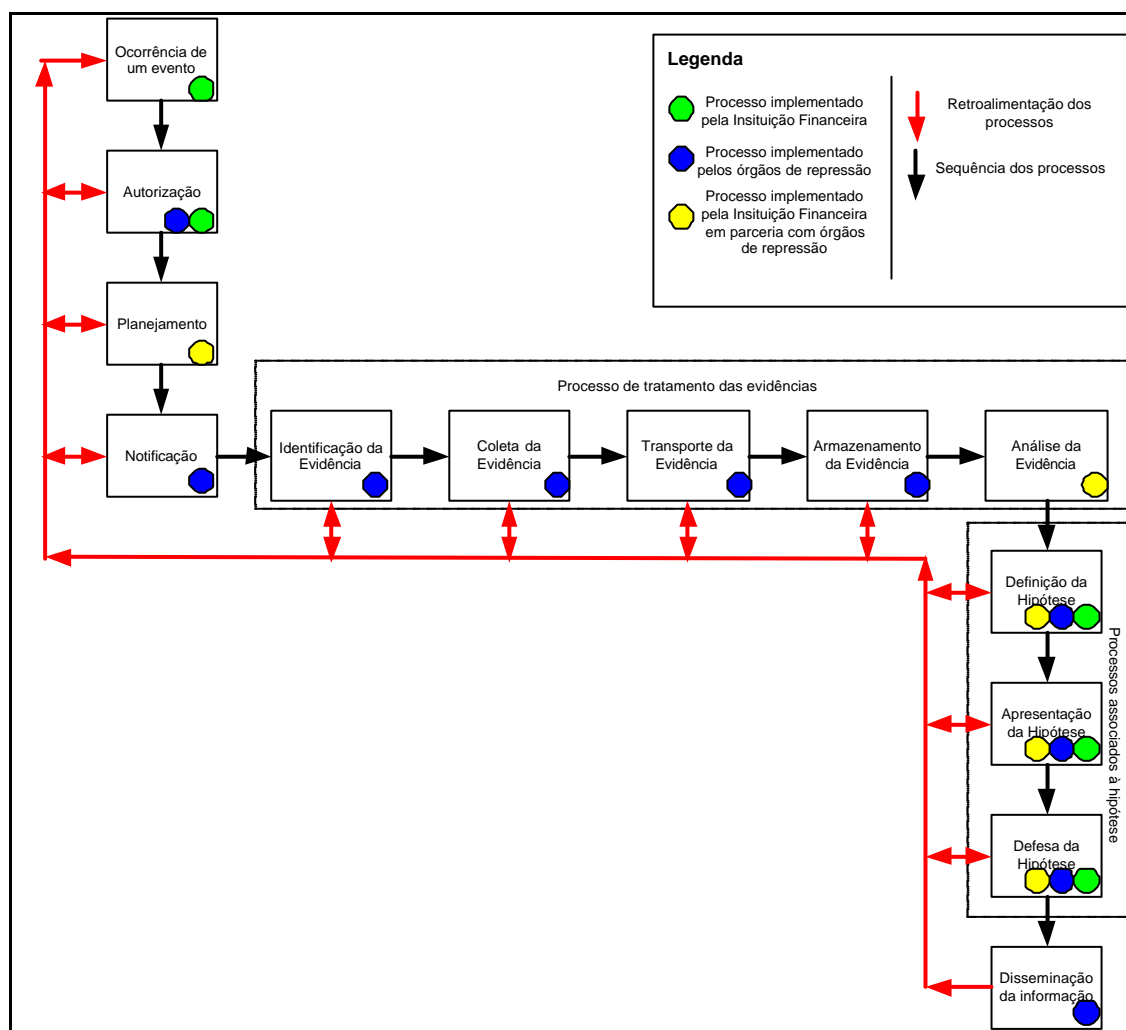 Ocorrência de
um evento
Autorização
Planejamento
Notificação
Legenda
Processo implementado
pela Insituição Financeira
Processo implementado
pelos órgãos de repressão
Processo implementado
pela Insituição Financeira
em parceria com órgãos
de repressão
Retroalimentação dos
processos
Sequência dos processos
Processo de tratamento das evidências
Identificação da
Evidência
Coleta da
Evidência
Transporte da
Evidência
Armazenamento
da Evidência
Análise da
Evidência
Definição da
Hipótese
Apresentação
da Hipótese
Defesa da
Hipótese
Processos associados à hipótese
Disseminação
da informação